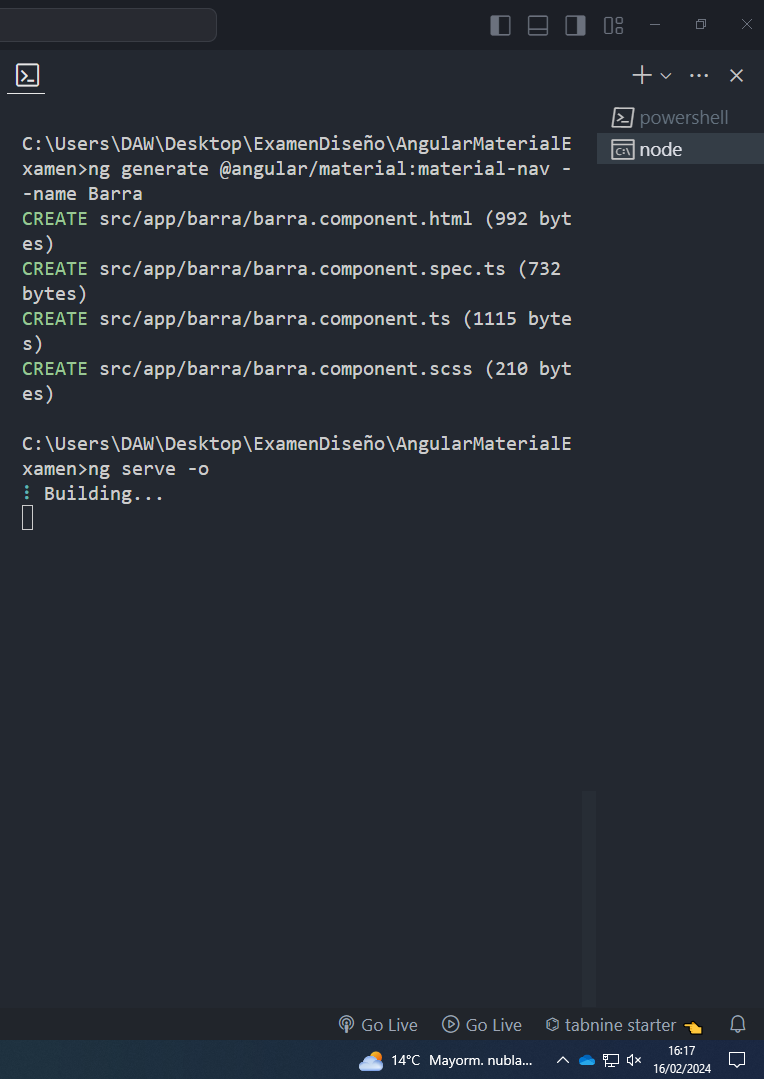 powershell
node
C:\Users\DAW\Desktop\ExamenDiseño\AngularMaterialE
xamen>ng generate @angular/material:material-nav -
-name Barra
CREATE src/app/barra/barra.component.html (992 byt
es)
CREATE src/app/barra/barra.component.spec.ts (732
bytes)
CREATE src/app/barra/barra.component.ts (1115 byte
s)
CREATE src/app/barra/barra.component.scss (210 byt
es)
C:\Users\DAW\Desktop\ExamenDiseño\AngularMaterialE
xamen>ng serve -o
⠇ Building...
Go Live Go Live tabnine starter 👈
14°C Mayorm. nubla...
16:17
16/02/2024